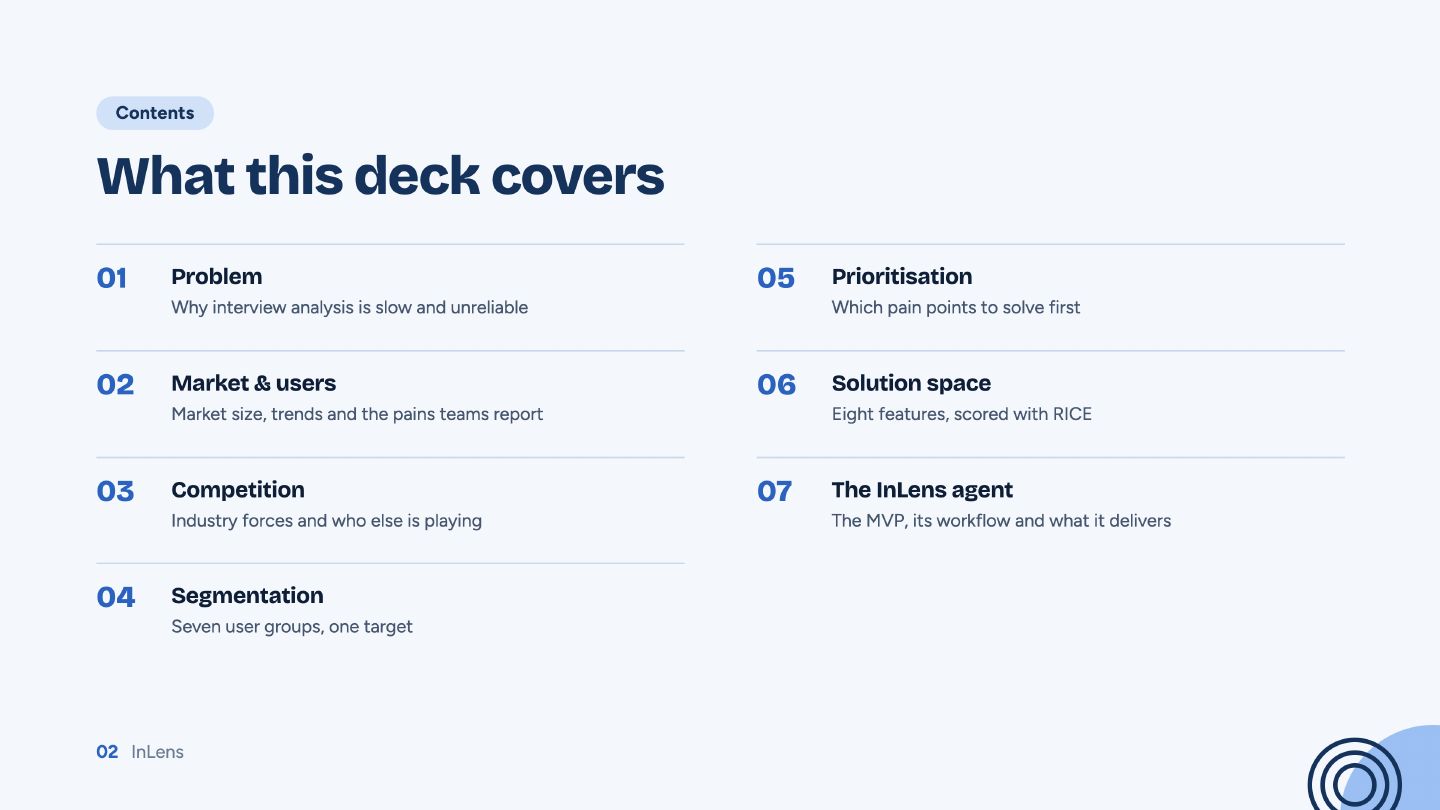 Contents
What this deck covers
01 Problem
Why interview analysis is slow and unreliable
02 Market & users
Market size, trends and the pains teams report
03 Competition
Industry forces and who else is playing
04 Segmentation
Seven user groups, one target
05 Prioritisation
Which pain points to solve first
06 Solution space
Eight features, scored with RICE
07 The InLens agent
The MVP, its workflow and what it delivers
02 InLens